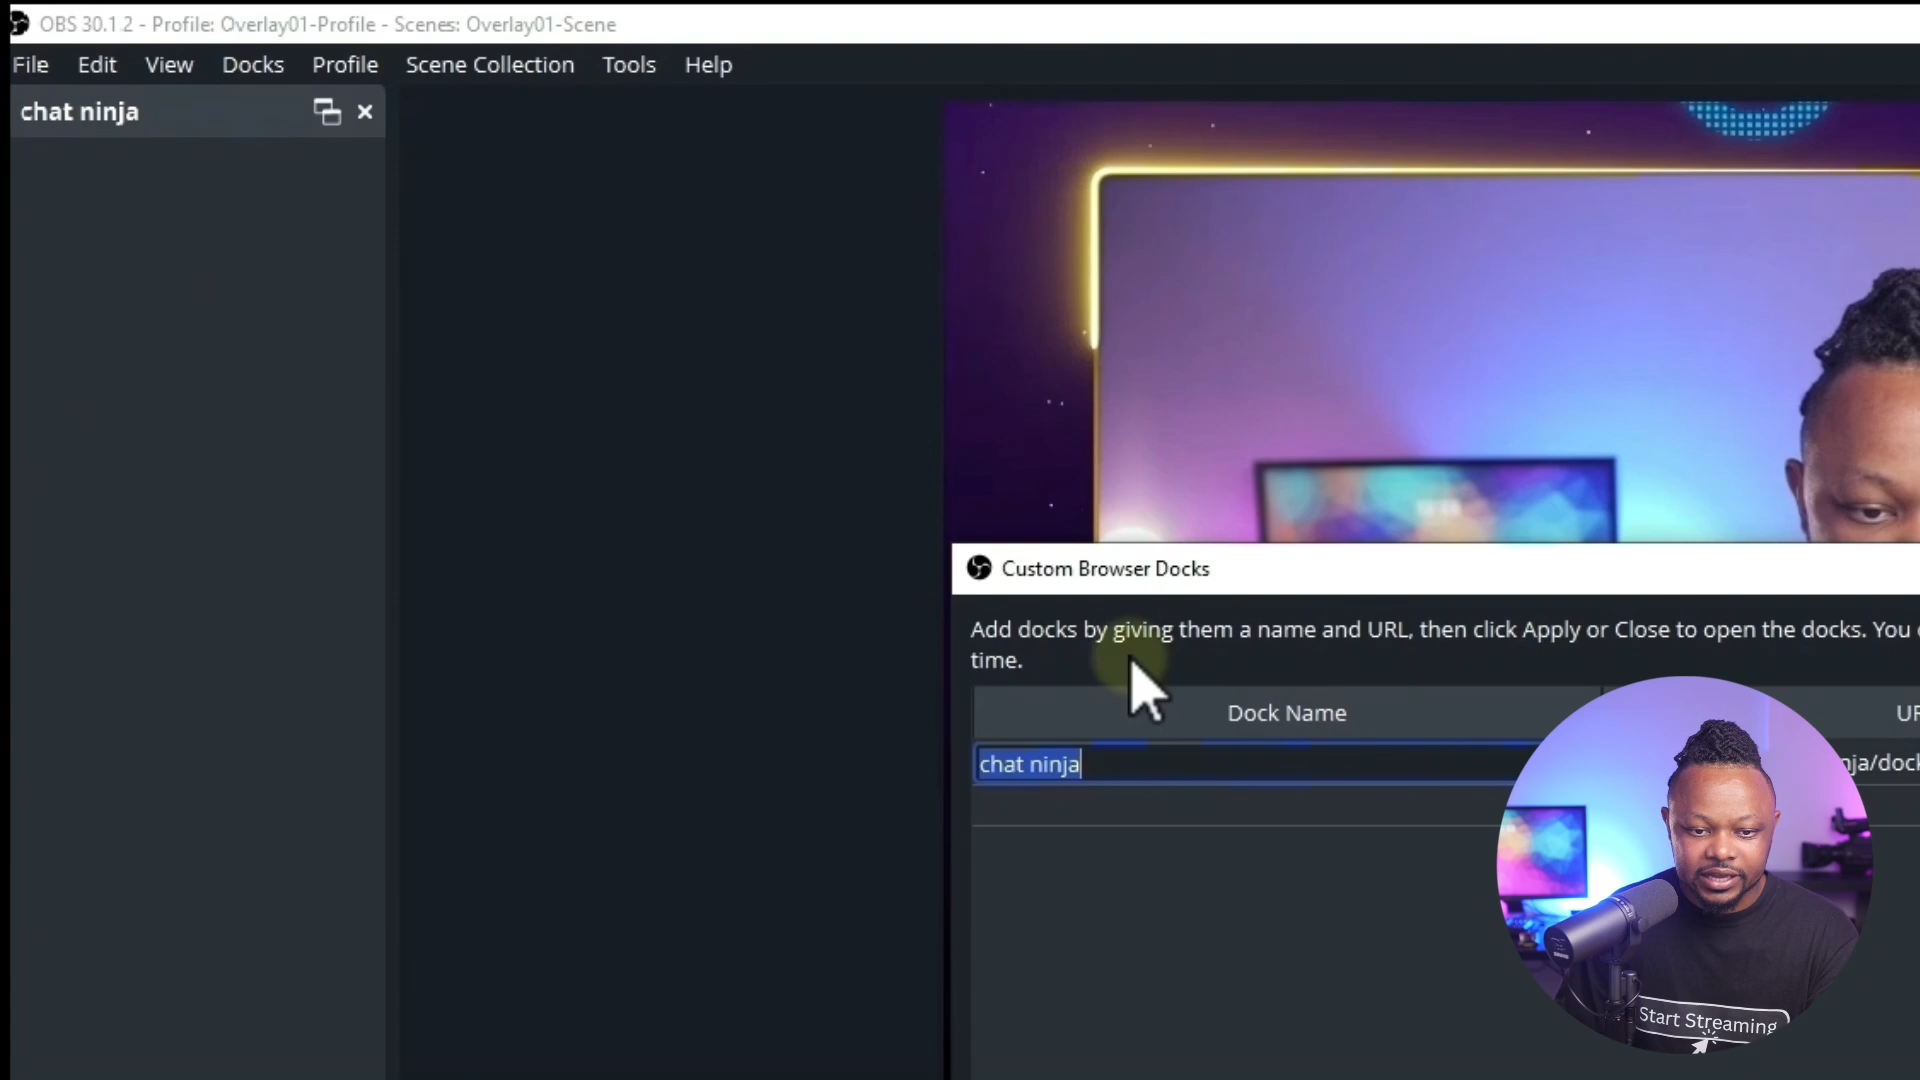 OBS 30.1.2 - Profile: Overlay01-Profile - Scenes: Overlay01-Scene
File Edit View Docks Profile Scene Collection Tools Help
chat ninja
Custom Browser Docks
Add docks by giving them a name and URL, then click Apply or Close to open the docks. You
time.
Dock Name
chat ninja
ja/dock
Start Streaming